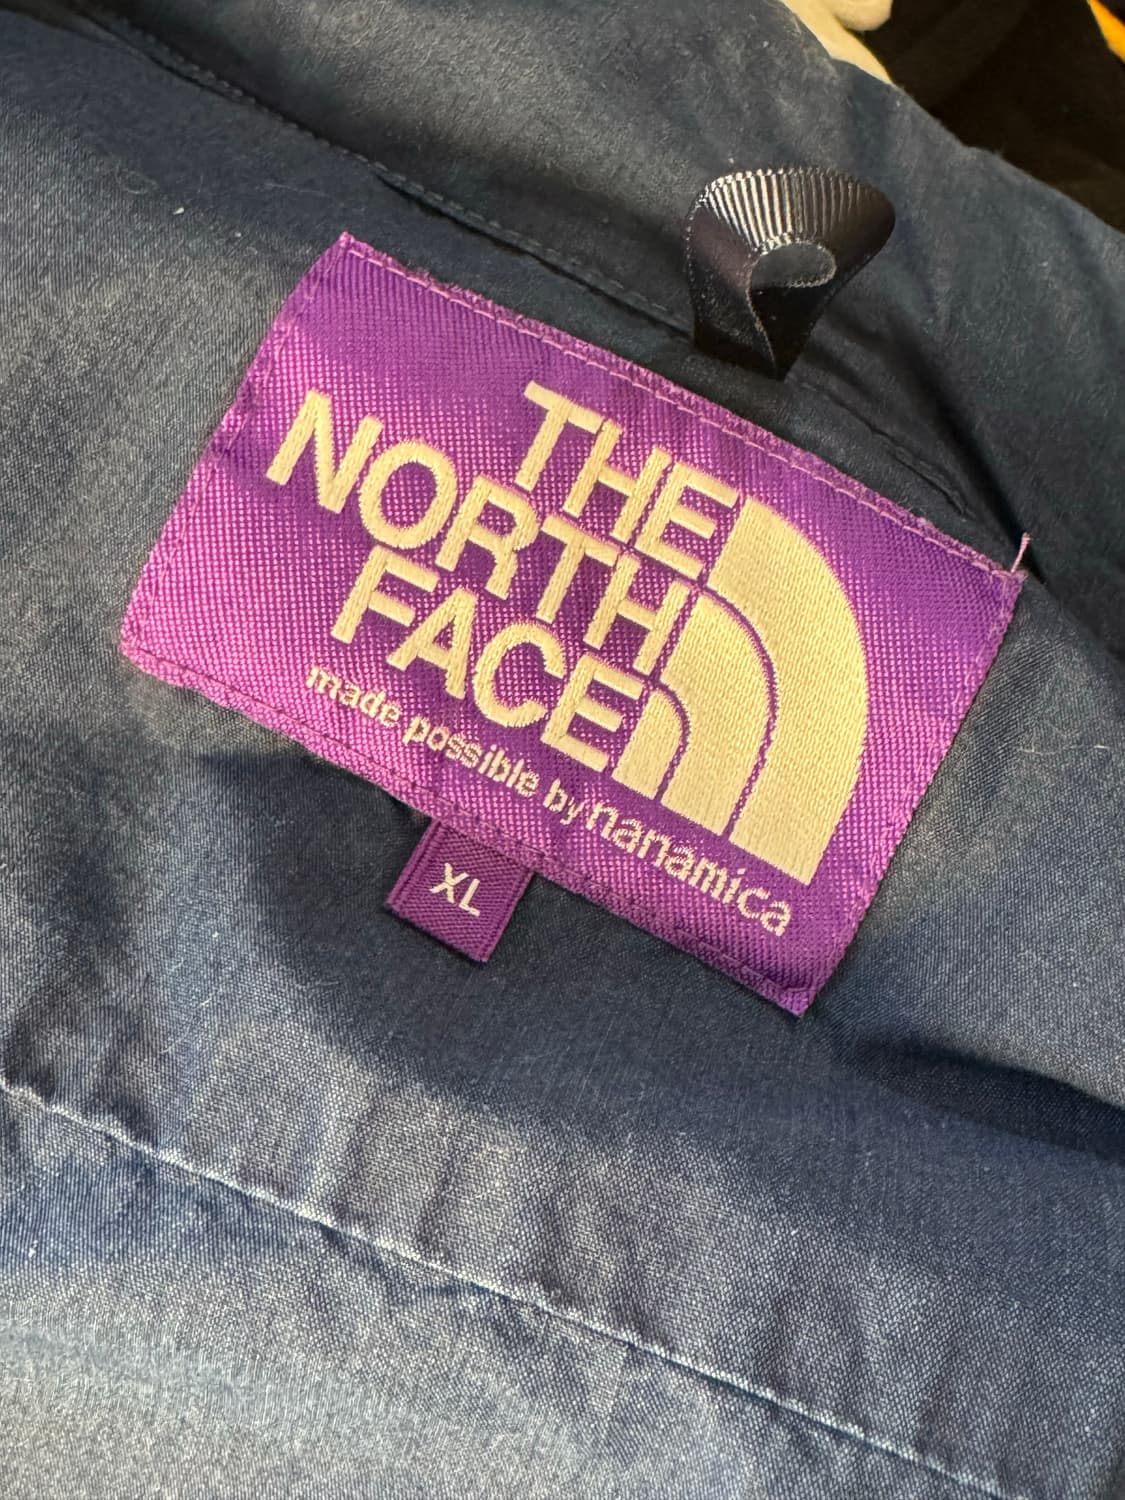 THE
NORTH
FACE
made possible by nanamica
XL